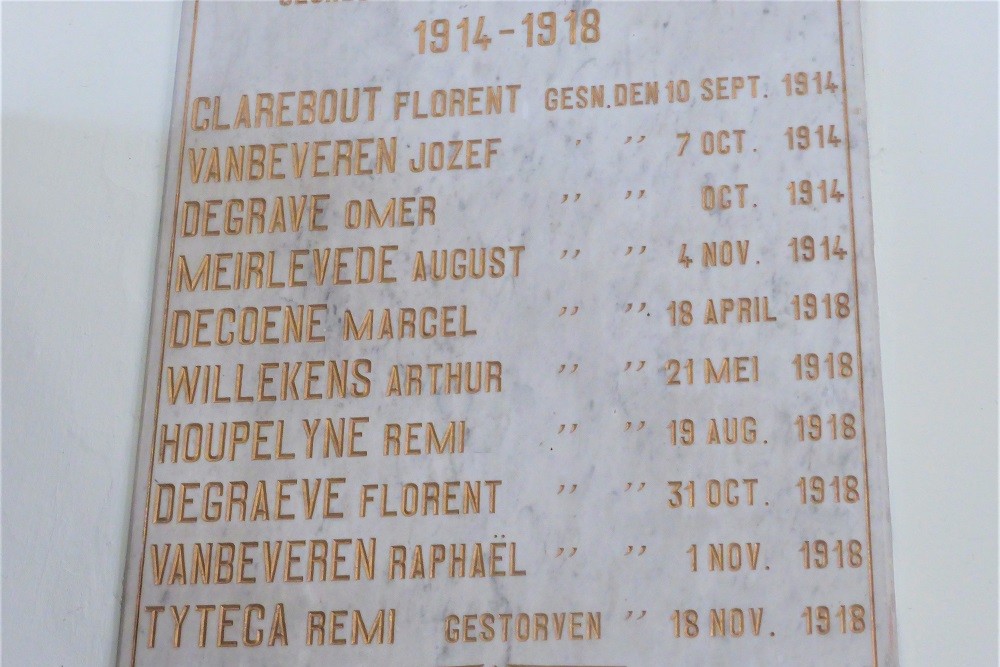 1914-1918
CLAREBOUT FLORENT GESN. DEN 10 SEPT. 1914
VANBEVEREN JOZEF ' '' 7 OCT. 1914
DEGRAVE OMER '' '' OCT. 1914
MEIRLEVEDE AUGUST '' '' 4 NOV. 1914
DECOENE MARCEL '' ''. 18 APRIL 1918
WILLEKENS ARTHUR '' '' 21 MEI 1918
HOUPELYNE REMI '' '' 19 AUG. 1918
DEGRAEVE FLORENT '' '' 31 OCT. 1918
VANBEVEREN RAPHAËL '' '' 1 NOV. 1918
TYTECA REMI GESTORVEN '' 18 NOV. 1918